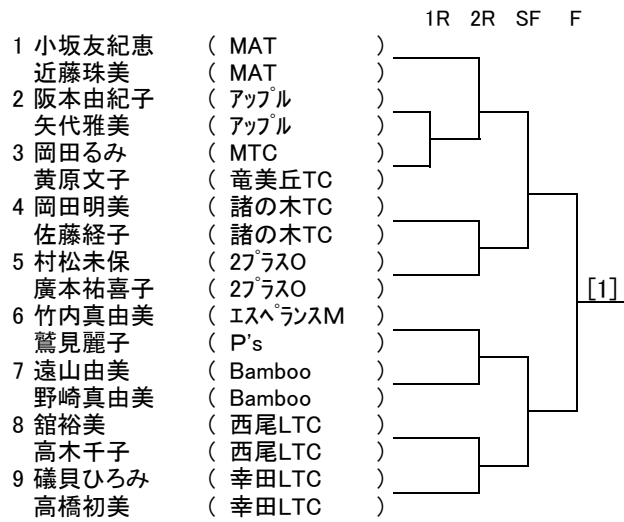 1R 2R SF F
1 小坂友紀恵 ( MAT )
近藤珠美 ( MAT )
2 阪本由紀子 ( アップル )
矢代雅美 ( アップル )
3 岡田るみ ( MTC )
黄原文子 ( 竜美丘TC )
4 岡田明美 ( 諸の木TC )
佐藤経子 ( 諸の木TC )
5 村松未保 ( 2プラスO )
廣本祐喜子 ( 2プラスO )
[1]
6 竹内真由美 ( エスペランスM )
鷲見麗子 ( P's )
7 遠山由美 ( Bamboo )
野崎真由美 ( Bamboo )
8 舘裕美 ( 西尾LTC )
高木千子 ( 西尾LTC )
9 礒貝ひろみ ( 幸田LTC )
高橋初美 ( 幸田LTC )